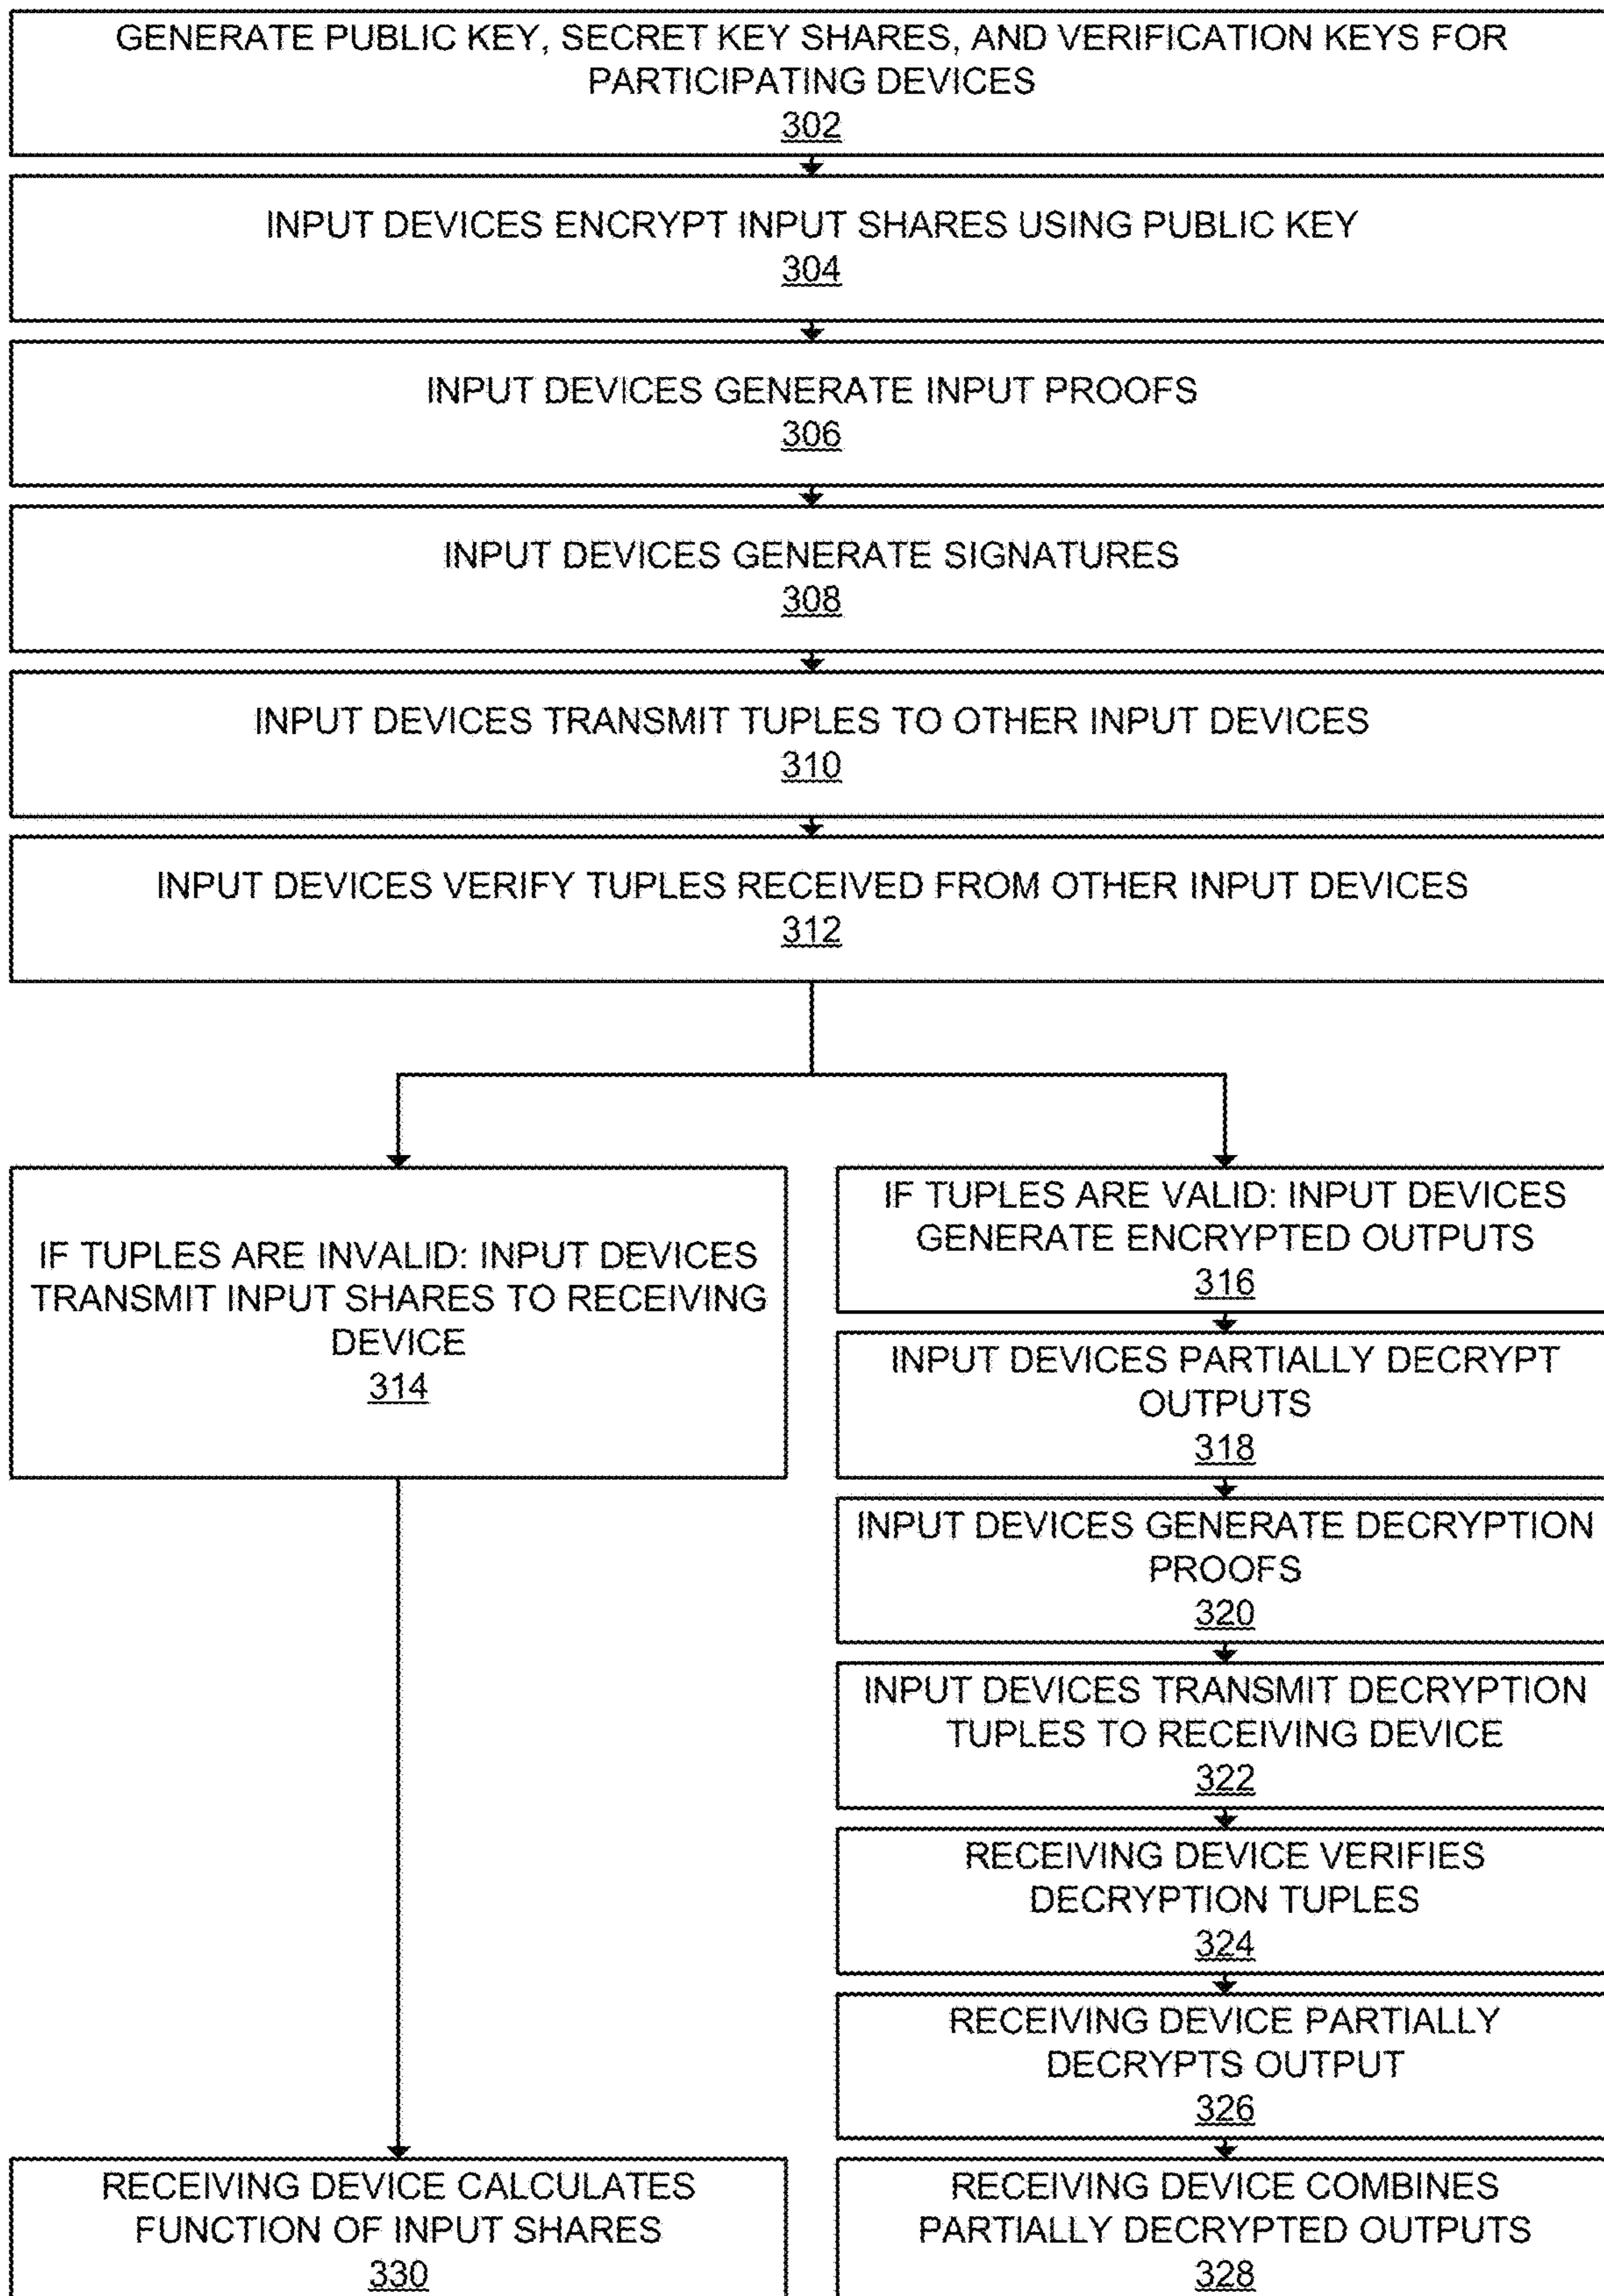 GENERATE PUBLIC KEY, SECRET KEY SHARES, AND VERIFICATION KEYS FOR
PARTICIPATING DEVICES
302
INPUT DEVICES ENCRYPT INPUT SHARES USING PUBLIC KEY
304
INPUT DEVICES GENERATE INPUT PROOFS
306
INPUT DEVICES GENERATE SIGNATURES
308
INPUT DEVICES TRANSMIT TUPLES TO OTHER INPUT DEVICES
310
INPUT DEVICES VERIFY TUPLES RECEIVED FROM OTHER INPUT DEVICES
312
IF TUPLES ARE INVALID: INPUT DEVICES
TRANSMIT INPUT SHARES TO RECEIVING
DEVICE
314
IF TUPLES ARE VALID: INPUT DEVICES
GENERATE ENCRYPTED OUTPUTS
316
INPUT DEVICES PARTIALLY DECRYPT
OUTPUTS
318
INPUT DEVICES GENERATE DECRYPTION
PROOFS
320
INPUT DEVICES TRANSMIT DECRYPTION
TUPLES TO RECEIVING DEVICE
322
RECEIVING DEVICE VERIFIES
DECRYPTION TUPLES
324
RECEIVING DEVICE PARTIALLY
DECRYPTS OUTPUT
326
RECEIVING DEVICE CALCULATES
FUNCTION OF INPUT SHARES
330
RECEIVING DEVICE COMBINES
PARTIALLY DECRYPTED OUTPUTS
328